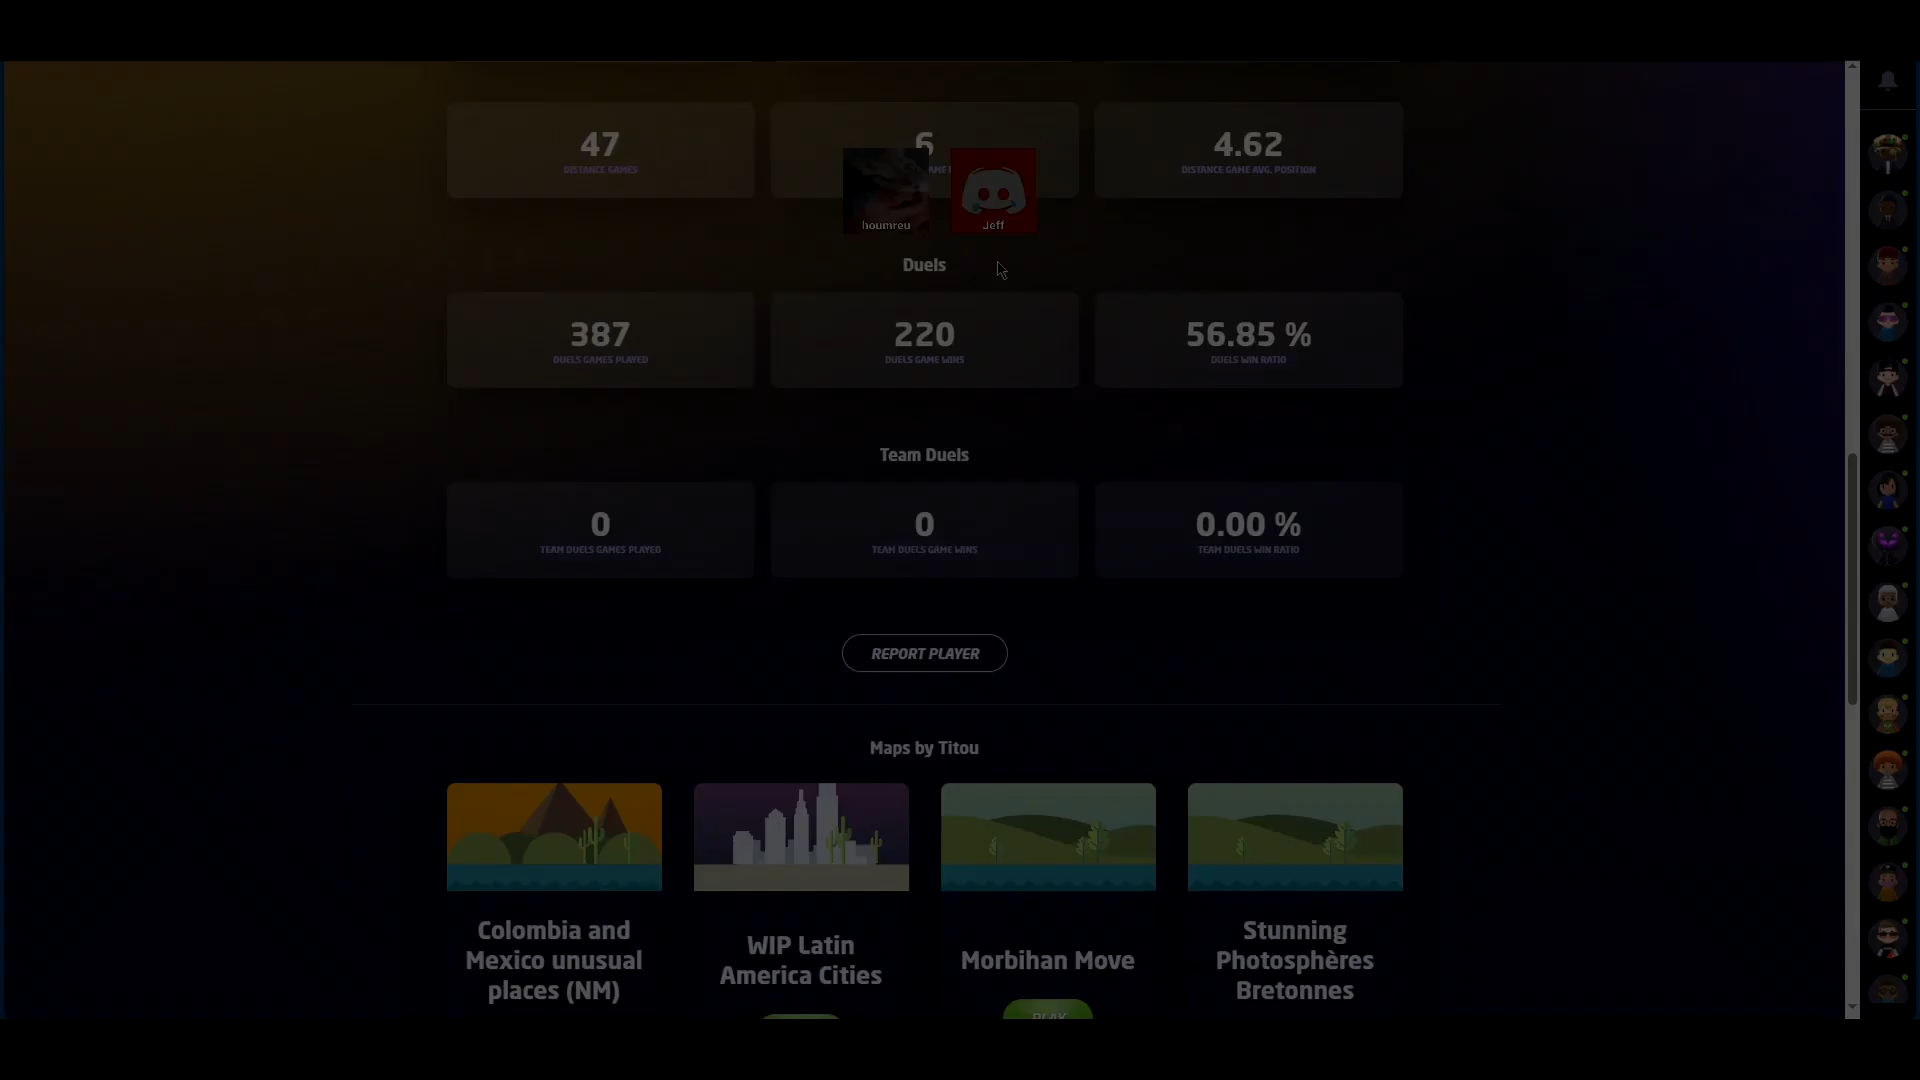 47
DISTANCE GAMES
6
AME
4.62
DISTANCE GAME AVG. POSITION
houmreu
Jeff
Duels
387
DUELS GAMES PLAYED
220
DUELS GAME WINS
56.85 %
DUELS WIN RATIO
Team Duels
0
TEAM DUELS GAMES PLAYED
0
TEAM DUELS GAME WINS
0.00 %
TEAM DUELS WIN RATIO
REPORT PLAYER
Maps by Titou
Colombia and
Mexico unusual
places (NM)
WIP Latin
America Cities
Morbihan Move
PLAY
Stunning
Photosphères
Bretonnes